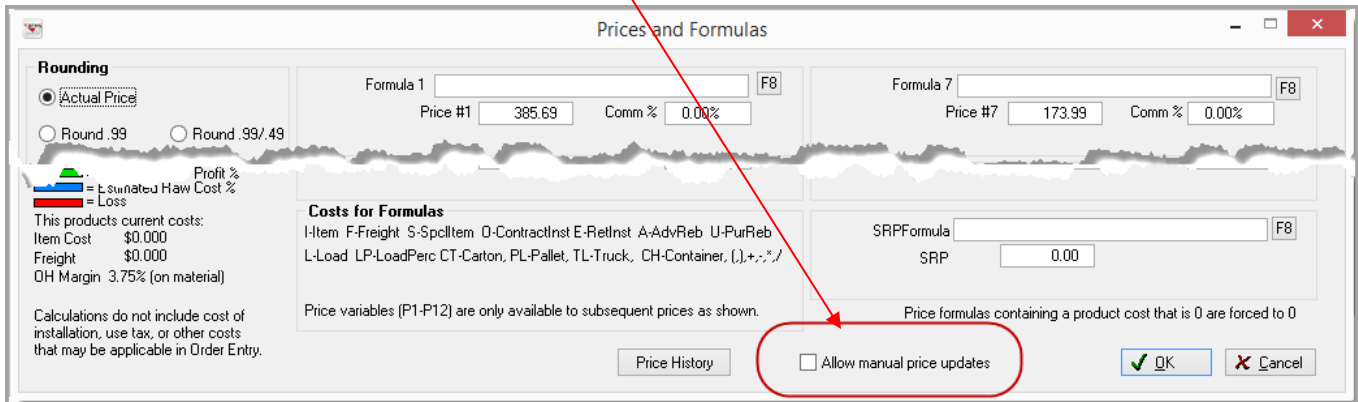 Prices and Formulas
Rounding
Actual Price
Round .99 Round .99/.49
Formula 1 F8
Price #1 385.69 Comm % 0.00%
Formula 7 F8
Price #7 173.99 Comm % 0.00%
Profit %
= Estimated Raw Cost %
= Loss
This products current costs:
Item Cost $0.000
Freight $0.000
OH Margin 3.75% (on material)
Calculations do not include cost of
installation, use tax, or other costs
that may be applicable in Order Entry.
Costs for Formulas
I-Item F-Freight S-SpclItem O-ContractInst E-RetInst A-AdvReb U-PurReb
L-Load LP-LoadPerc CT-Carton, PL-Pallet, TL-Truck, CH-Container, (,),+,-,*,/
Price variables (P1-P12) are only available to subsequent prices as shown.
SRPFormula F8
SRP 0.00
Price formulas containing a product cost that is 0 are forced to 0
Price History
Allow manual price updates
OK
Cancel